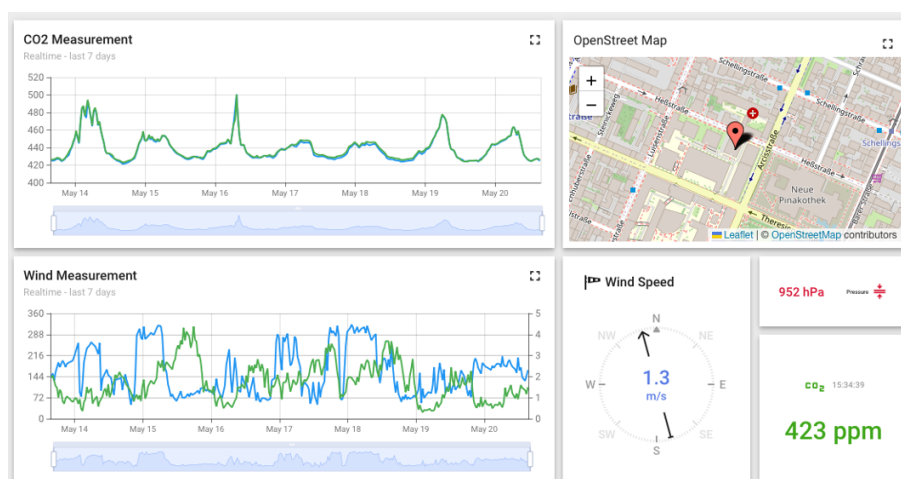 CO2 Measurement
Realtime - last 7 days
520
500
480
460
440
420
400
May 14 May 15 May 16 May 17 May 18 May 19 May 20
OpenStreet Map
+
−
Schellingstraße
Heßstraße
Steinickeweg
Luisenstraße
Arcisstraße
Schellingstraße
Heßstraße
Neue
Pinakothek
Barer Straße
Leaflet | © OpenStreetMap contributors
Wind Measurement
Realtime - last 7 days
360
288
216
144
72
0
5
4
3
2
1
0
May 14 May 15 May 16 May 17 May 18 May 19 May 20
Wind Speed
N
NW NE
W E
1.3
m/s
SW SE
S
952 hPa Pressure
CO2 15:34:39
423 ppm